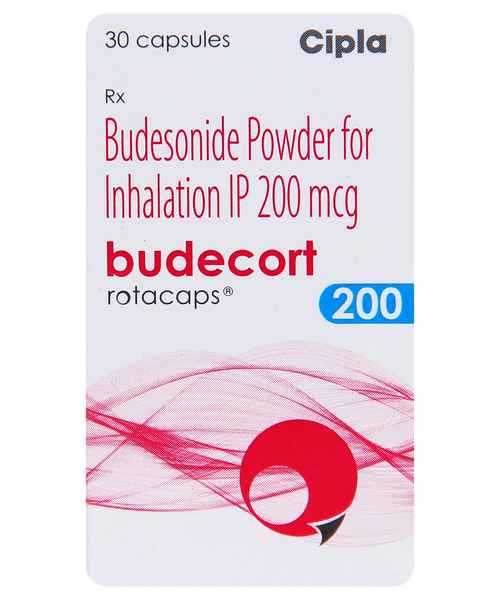 30 capsules
Cipla
Rx
Budesonide Powder for
Inhalation IP 200 mcg
budecort
rotacaps®
200